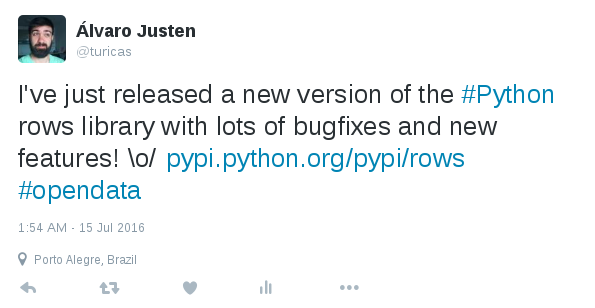 Álvaro Justen
@turicas
I've just released a new version of the #Python
rows library with lots of bugfixes and new
features! \o/ pypi.python.org/pypi/rows
#opendata
1:54 AM - 15 Jul 2016
Porto Alegre, Brazil